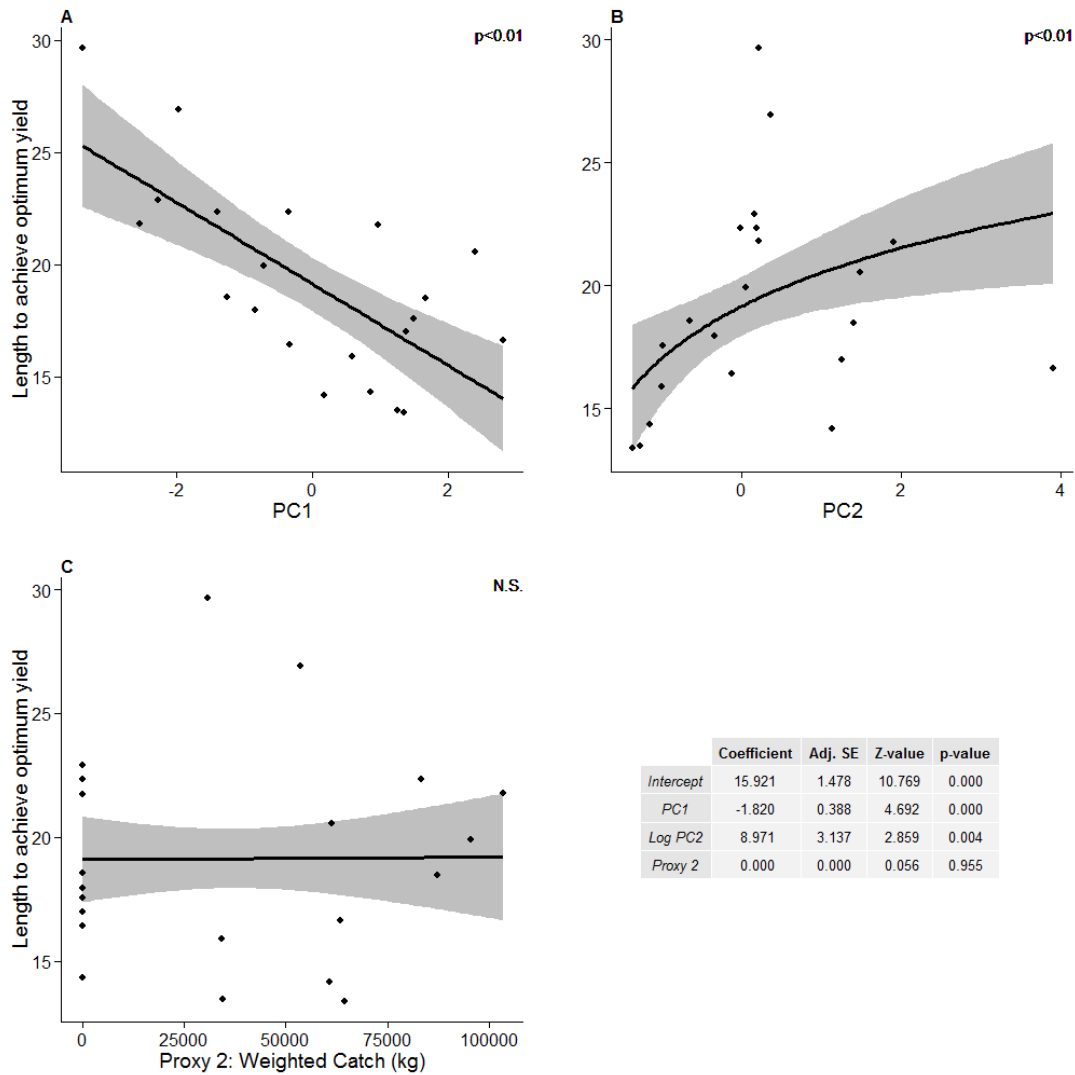 A
p<0.01
Length to achieve optimum yield
30
25
20
15
-2 0 2
PC1
B
p<0.01
30
25
20
15
0 2 4
PC2
C
N.S.
Length to achieve optimum yield
30
25
20
15
0 25000 50000 75000 100000
Proxy 2: Weighted Catch (kg)
Coefficient Adj. SE Z-value p-value
Intercept 15.921 1.478 10.769 0.000
PC1 -1.820 0.388 4.692 0.000
Log PC2 8.971 3.137 2.859 0.004
Proxy 2 0.000 0.000 0.056 0.955